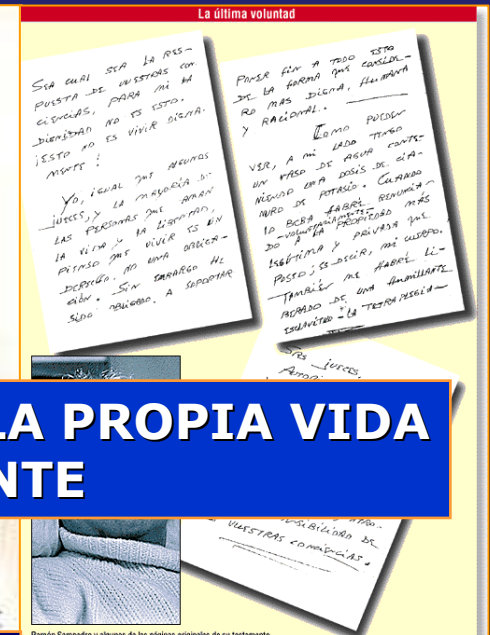 La última voluntad
SEA CUAL SEA LA RES-
PUESTA DE VUESTRAS CON
CIENCIAS, PARA MI LA
DIGNIDAD NO ES ESTO.
¡ESTO NO ES VIVIR DIGNA.
MENTE!
YO, IGUAL QUE ALGUNOS
JUECES, Y LA MAYORÍA DE
LAS PERSONAS QUE AMAN
LA VIDA, Y LA LIBERTAD,
PIENSO QUE VIVIR ES UN
DERECHO, NO UNA OBLIGA-
CIÓN. SIN EMBARGO HE
SIDO OBLIGADO A SOPORTAR
PONER FIN A TODO ESTO
DE LA FORMA QUE CONSIDE-
RO MAS DIGNA, HUMANA
Y RACIONAL.
COMO PUEDEN
VER, A MI LADO TENGO
UN VASO DE AGUA CONTE-
NIENDO UNA DOSIS DE CIA-
NURO DE POTASIO. CUANDO
LO BEBA HABRÉ RENUNCIA-
-VOLUNTARIAMENTE-
DO A LA PROPIEDAD MÁS
LEGÍTIMA Y PRIVADA QUE
POSEO; ES DECIR, MI CUERPO.
TAMBIÉN ME HABRÉ LI-
BERADO DE UNA HUMILLANTE
ESCLAVITUD - LA TETRAPLEGIA-
SRS JUECES,
LA PROPIA VIDA
NTE
VUESTRAS CONCIENCIAS.
Ramón Sampedro y algunas de las páginas originales de su testamento